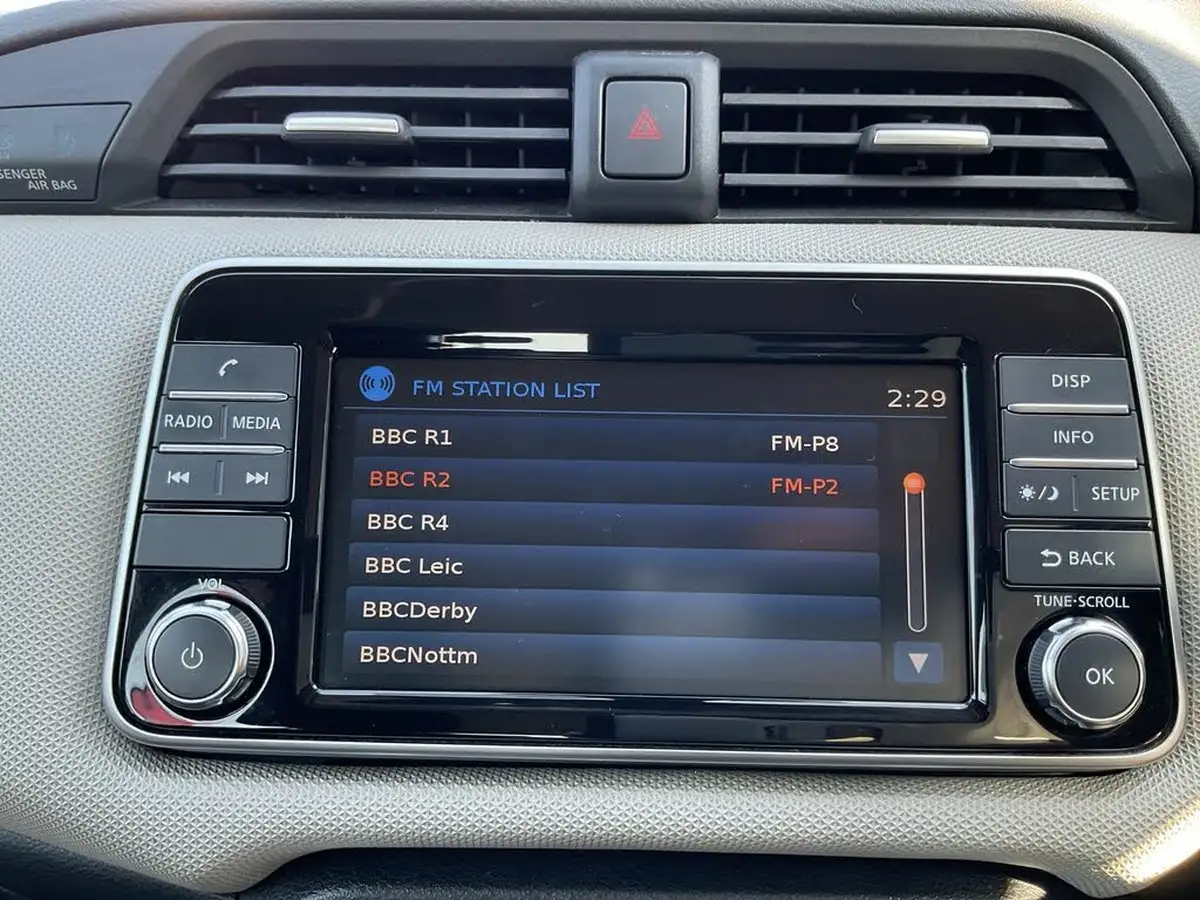 SENGER
AIR BAG
FM STATION LIST
2:29
BBC R1 FM-P8
BBC R2 FM-P2
BBC R4
BBC Leic
BBCDerby
BBCNottm
RADIO MEDIA
VOL
DISP
INFO
SETUP
BACK
TUNE·SCROLL
OK